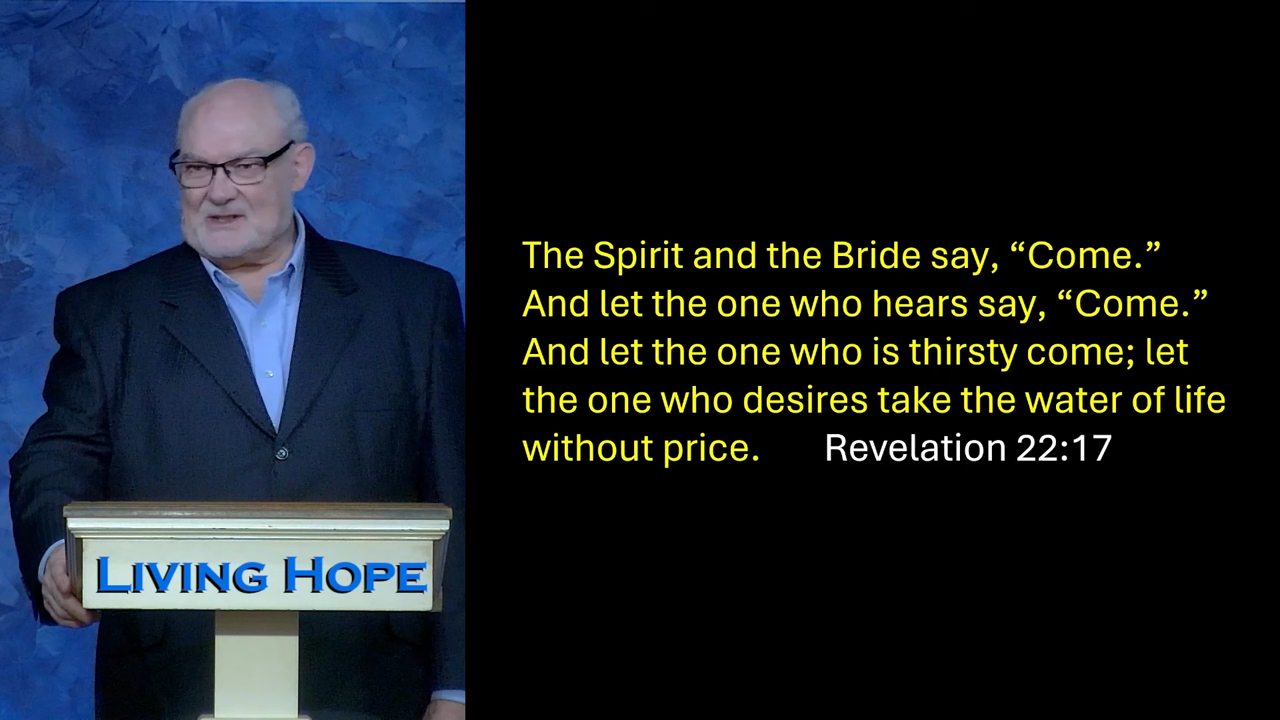 LIVING HOPE
The Spirit and the Bride say, “Come.”
And let the one who hears say, “Come.”
And let the one who is thirsty come; let
the one who desires take the water of life
without price. Revelation 22:17